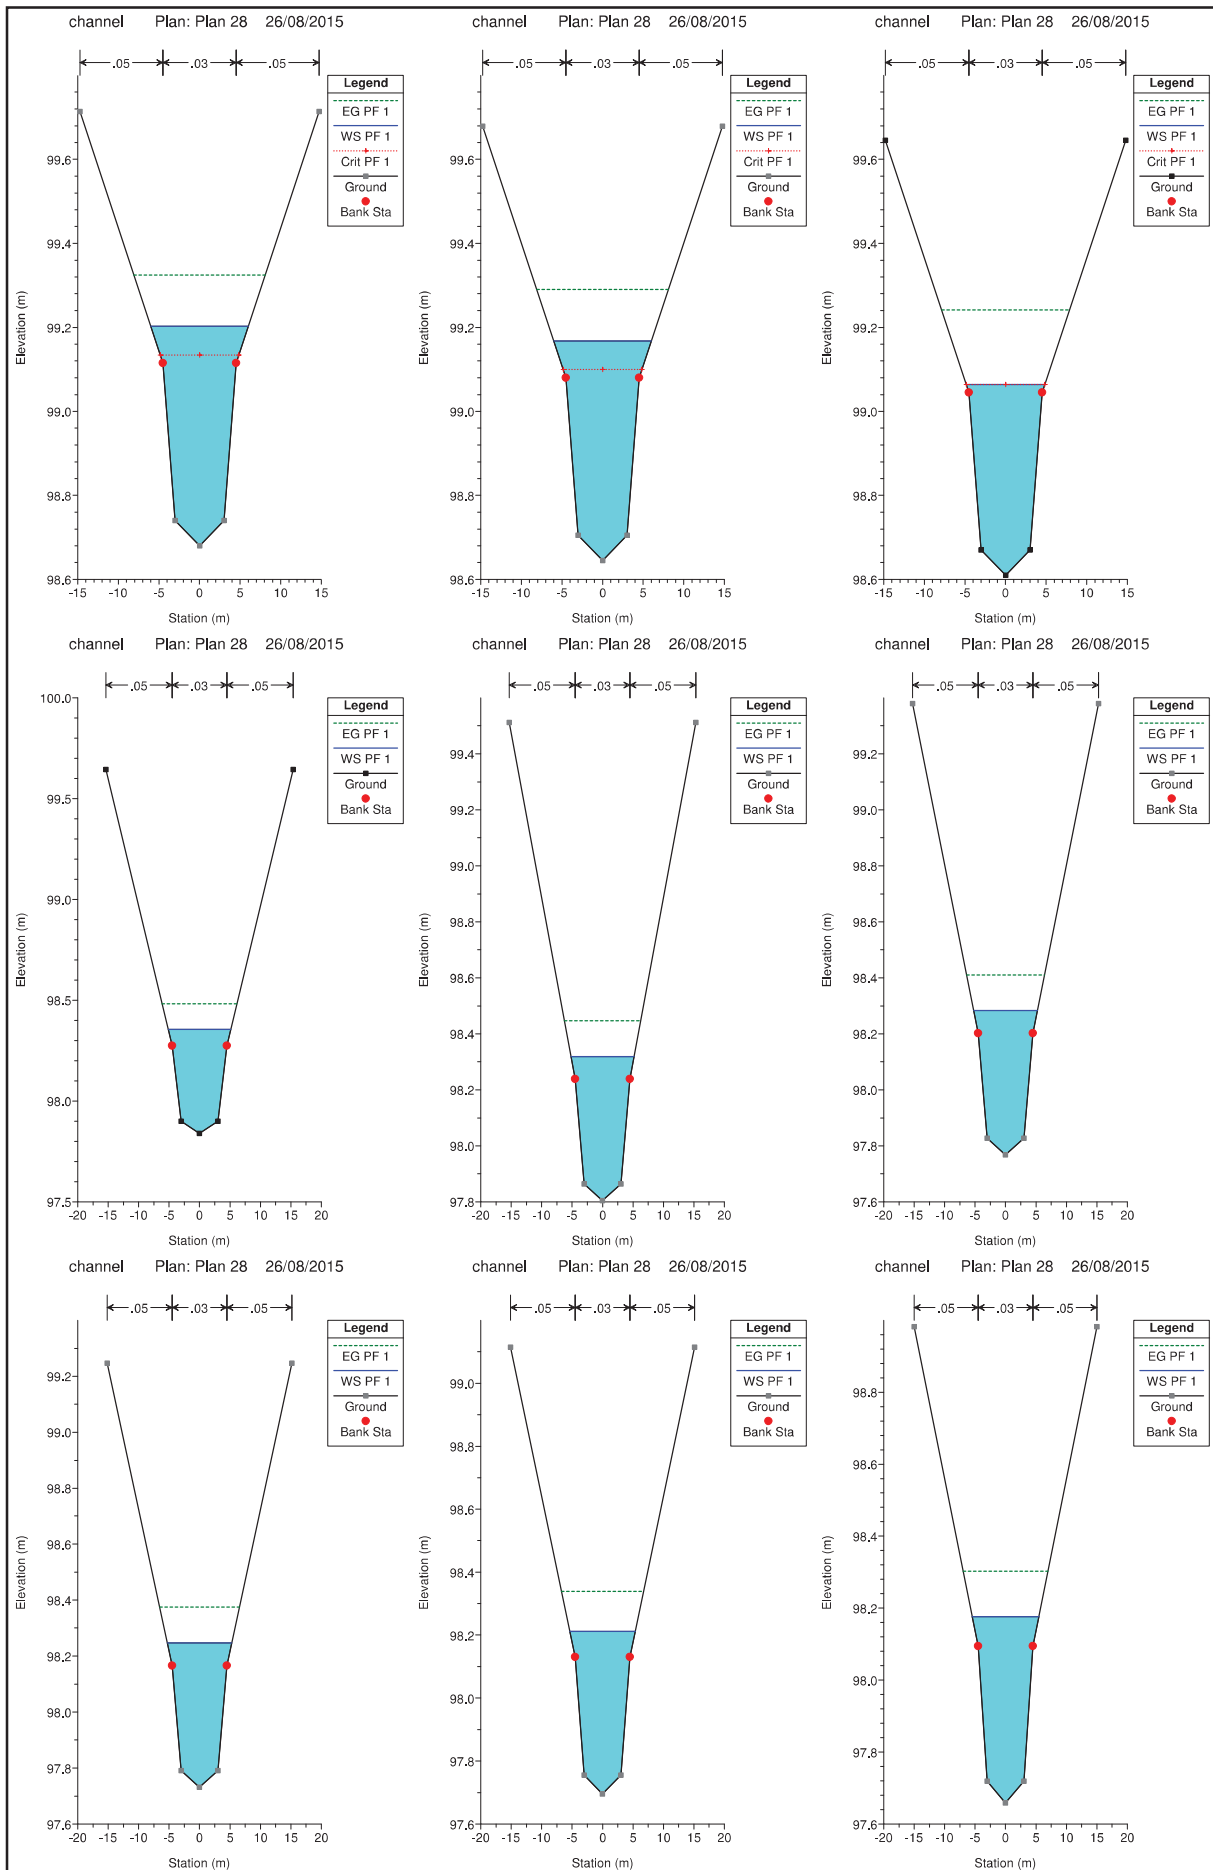 channel Plan: Plan 28 26/08/2015
.05 .03 .05
Legend
EG PF 1
WS PF 1
Crit PF 1
Ground
Bank Sta
99.6
99.4
99.2
99.0
98.8
98.6
Elevation (m)
-15 -10 -5 0 5 10 15
Station (m)
channel Plan: Plan 28 26/08/2015
.05 .03 .05
Legend
EG PF 1
WS PF 1
Crit PF 1
Ground
Bank Sta
99.6
99.4
99.2
99.0
98.8
98.6
Elevation (m)
-15 -10 -5 0 5 10 15
Station (m)
channel Plan: Plan 28 26/08/2015
.05 .03 .05
Legend
EG PF 1
WS PF 1
Crit PF 1
Ground
Bank Sta
99.6
99.4
99.2
99.0
98.8
98.6
Elevation (m)
-15 -10 -5 0 5 10 15
Station (m)
channel Plan: Plan 28 26/08/2015
.05 .03 .05
Legend
EG PF 1
WS PF 1
Ground
Bank Sta
100.0
99.5
99.0
98.5
98.0
97.5
Elevation (m)
-20 -15 -10 -5 0 5 10 15 20
Station (m)
channel Plan: Plan 28 26/08/2015
.05 .03 .05
Legend
EG PF 1
WS PF 1
Ground
Bank Sta
99.4
99.2
99.0
98.8
98.6
98.4
98.2
98.0
97.8
Elevation (m)
-20 -15 -10 -5 0 5 10 15 20
Station (m)
channel Plan: Plan 28 26/08/2015
.05 .03 .05
Legend
EG PF 1
WS PF 1
Ground
Bank Sta
99.2
99.0
98.8
98.6
98.4
98.2
98.0
97.8
97.6
Elevation (m)
-20 -15 -10 -5 0 5 10 15 20
Station (m)
channel Plan: Plan 28 26/08/2015
.05 .03 .05
Legend
EG PF 1
WS PF 1
Ground
Bank Sta
99.2
99.0
98.8
98.6
98.4
98.2
98.0
97.8
97.6
Elevation (m)
-20 -15 -10 -5 0 5 10 15 20
Station (m)
channel Plan: Plan 28 26/08/2015
.05 .03 .05
Legend
EG PF 1
WS PF 1
Ground
Bank Sta
99.0
98.8
98.6
98.4
98.2
98.0
97.8
97.6
Elevation (m)
-20 -15 -10 -5 0 5 10 15 20
Station (m)
channel Plan: Plan 28 26/08/2015
.05 .03 .05
Legend
EG PF 1
WS PF 1
Ground
Bank Sta
98.8
98.6
98.4
98.2
98.0
97.8
97.6
Elevation (m)
-20 -15 -10 -5 0 5 10 15 20
Station (m)